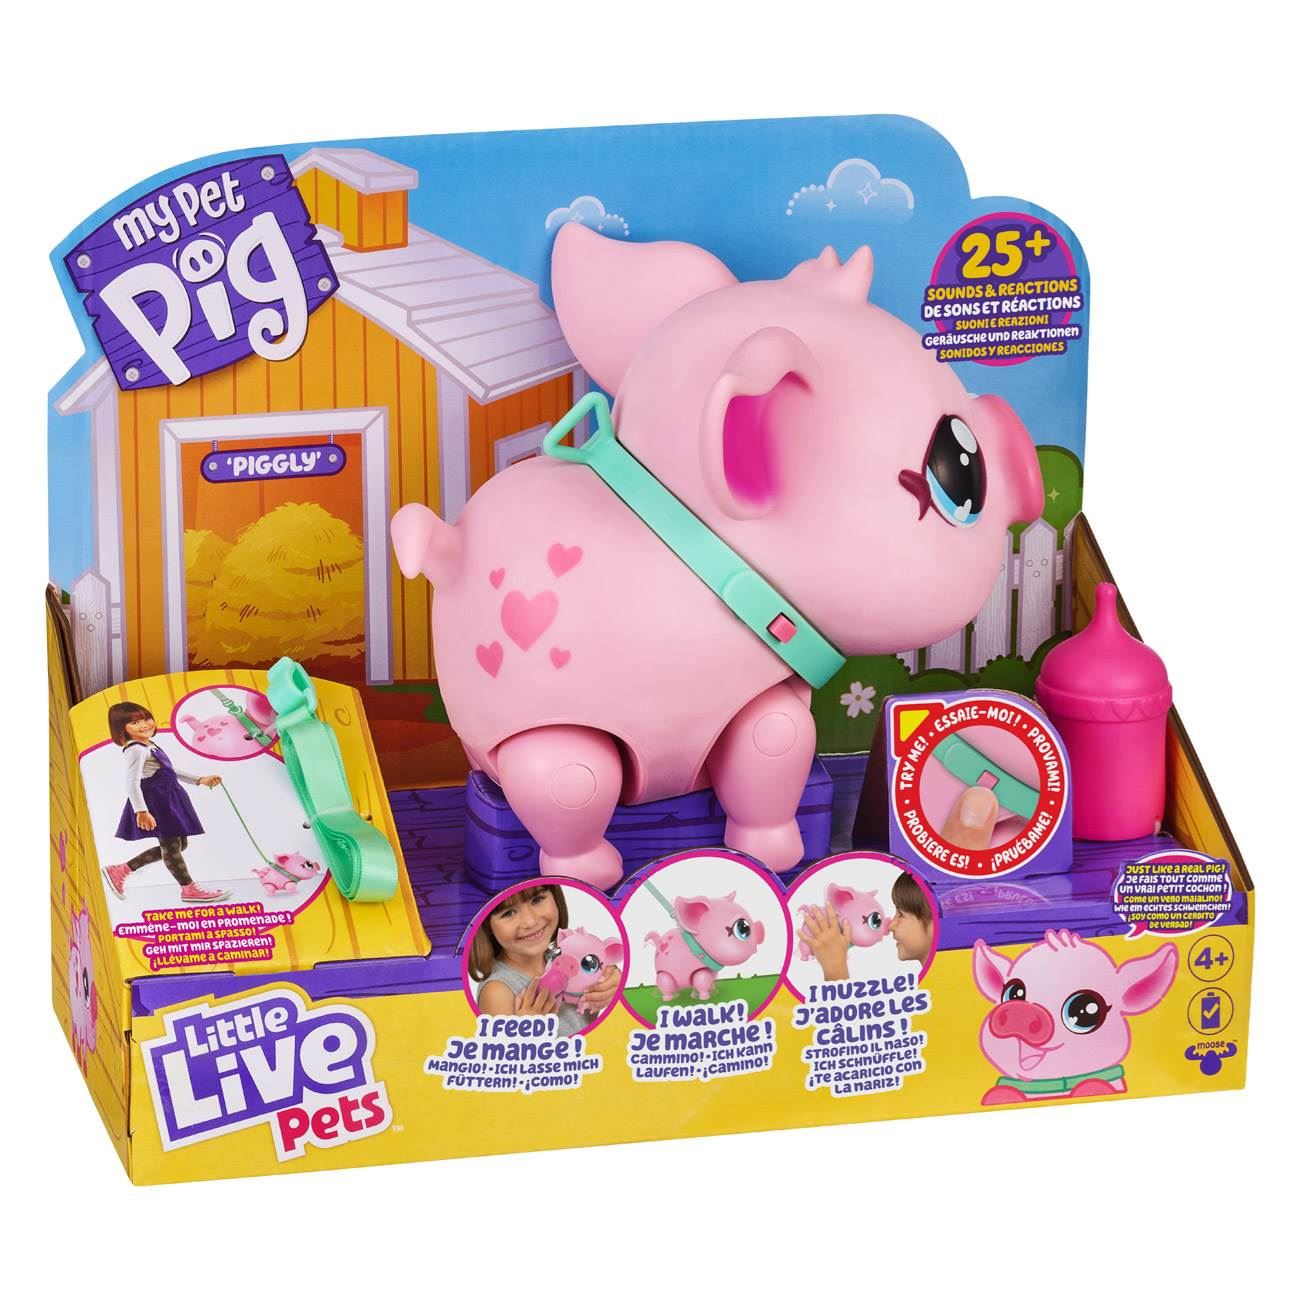 my pet
Pig
'PIGGLY'
25+
SOUNDS & REACTIONS
DE SONS ET RÉACTIONS
SUONI E REAZIONI
GERÄUSCHE UND REAKTIONEN
SONIDOS Y REACCIONES
TAKE ME FOR A WALK!
EMMÈNE-MOI EN PROMENADE !
PORTAMI A SPASSO!
GEH MIT MIR SPAZIEREN!
¡LLÉVAME A CAMINAR!
TRY ME! • ESSAIE-MOI ! • PROVAMI! • ¡PRUÉBAME! • PROBIERE ES! •
JUST LIKE A REAL PIG!
JE FAIS TOUT COMME
UN VRAI PETIT COCHON !
COME UN VERO MAIALINO!
WIE EIN ECHTES SCHWEINCHEN!
¡SOY COMO UN CERDITO
DE VERDAD!
4+
moose™
Little
Live
Pets™
I FEED!
JE MANGE !
MANGIO! • ICH LASSE MICH
FÜTTERN! • ¡COMO!
I WALK!
JE MARCHE !
CAMMINO! • ICH KANN
LAUFEN! • ¡CAMINO!
I NUZZLE!
J'ADORE LES
CÂLINS !
STROFINO IL NASO!
ICH SCHNÜFFLE!
¡TE ACARICIO CON
LA NARIZ!